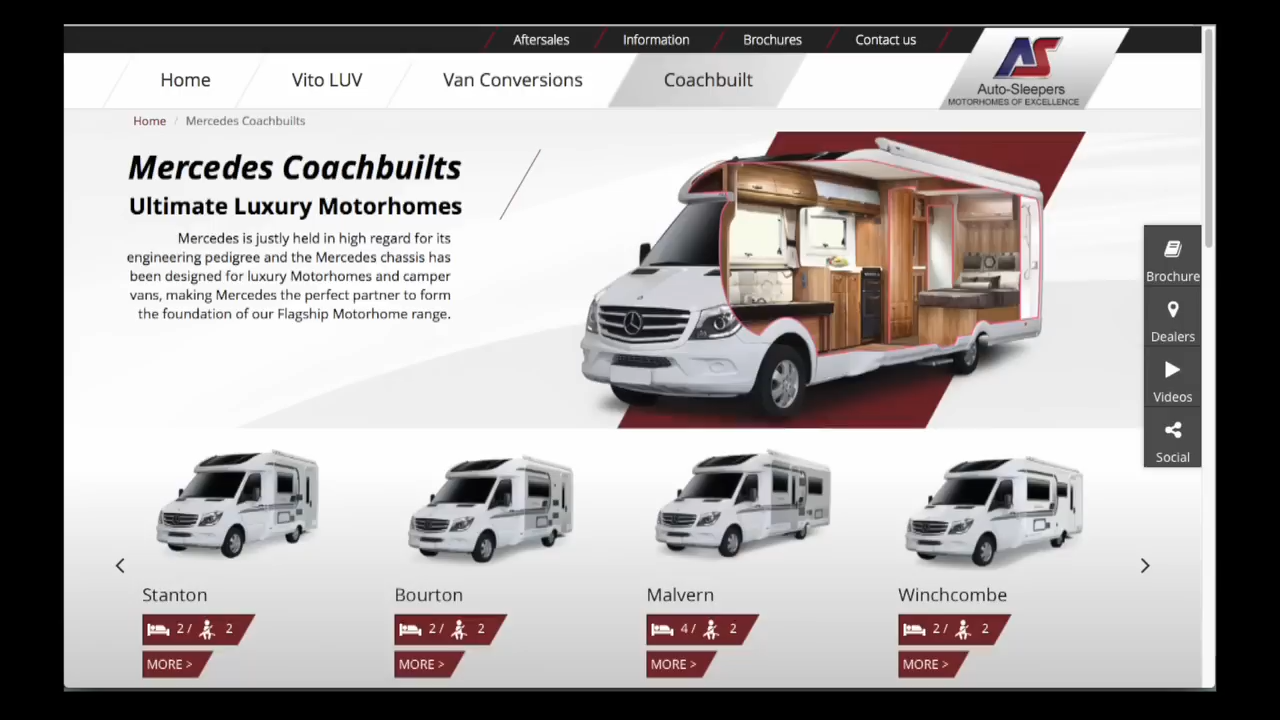 Aftersales
Information
Brochures
Contact us
Home
Vito LUV
Van Conversions
Coachbuilt
AS
Auto-Sleepers
MOTORHOMES OF EXCELLENCE
Home / Mercedes Coachbuilts
Mercedes Coachbuilts
Ultimate Luxury Motorhomes
Mercedes is justly held in high regard for its
engineering pedigree and the Mercedes chassis has
been designed for luxury Motorhomes and camper
vans, making Mercedes the perfect partner to form
the foundation of our Flagship Motorhome range.
Brochure
Dealers
Videos
Social
Stanton
2 / 2
MORE >
Bourton
2 / 2
MORE >
Malvern
4 / 2
MORE >
Winchcombe
2 / 2
MORE >